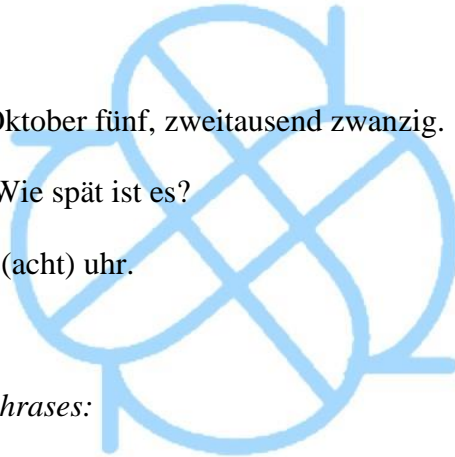 Oktober fünf, zweitausend zwanzig.
Wie spät ist es?
(acht) uhr.
hrases: